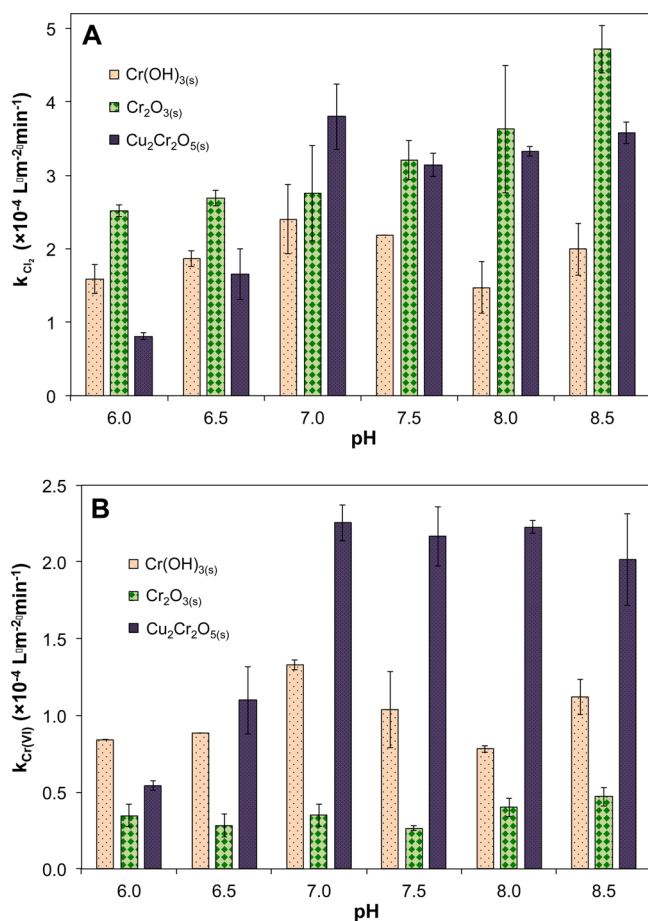 A
Cr(OH)3(s)
Cr2O3(s)
Cu2Cr2O5(s)
kCl2 (×10-4 L▯m-2▯min-1)
5
4
3
2
1
0
6.0 6.5 7.0 7.5 8.0 8.5
pH
B
Cr(OH)3(s)
Cr2O3(s)
Cu2Cr2O5(s)
kCr(VI) (×10-4 L▯m-2▯min-1)
2.5
2.0
1.5
1.0
0.5
0.0
6.0 6.5 7.0 7.5 8.0 8.5
pH